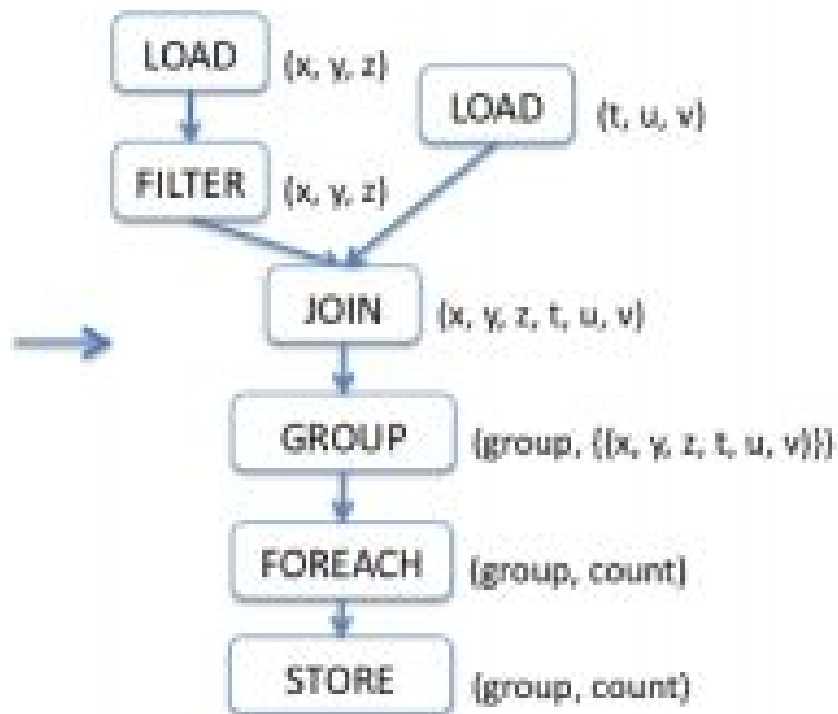 LOAD (x, y, z)
LOAD (t, u, v)
FILTER (x, y, z)
JOIN (x, y, z, t, u, v)
GROUP (group, {(x, y, z, t, u, v)})
FOREACH (group, count)
STORE (group, count)